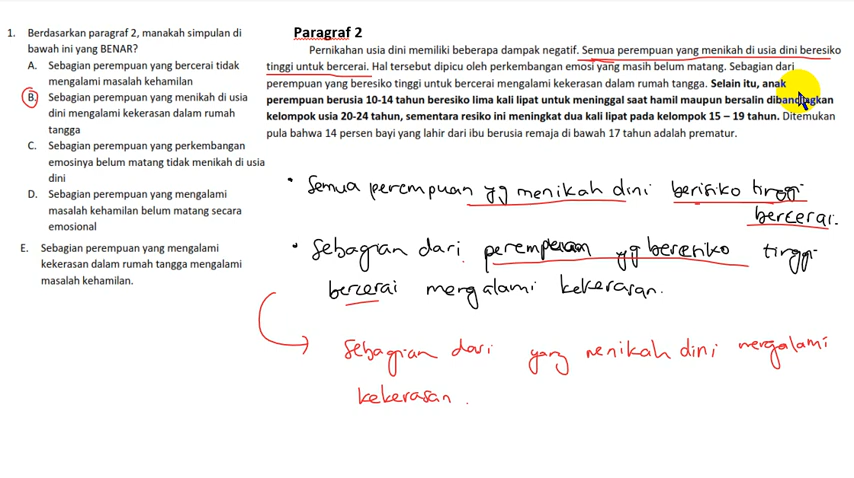 1. Berdasarkan paragraf 2, manakah simpulan di
bawah ini yang BENAR?
A. Sebagian perempuan yang bercerai tidak
mengalami masalah kehamilan
B. Sebagian perempuan yang menikah di usia
dini mengalami kekerasan dalam rumah
tangga
C. Sebagian perempuan yang perkembangan
emosinya belum matang tidak menikah di usia
dini
D. Sebagian perempuan yang mengalami
masalah kehamilan belum matang secara
emosional
E. Sebagian perempuan yang mengalami
kekerasan dalam rumah tangga mengalami
masalah kehamilan.
Paragraf 2
Pernikahan usia dini memiliki beberapa dampak negatif. Semua perempuan yang menikah di usia dini beresiko
tinggi untuk bercerai. Hal tersebut dipicu oleh perkembangan emosi yang masih belum matang. Sebagian dari
perempuan yang beresiko tinggi untuk bercerai mengalami kekerasan dalam rumah tangga. Selain itu, anak
perempuan berusia 10-14 tahun beresiko lima kali lipat untuk meninggal saat hamil maupun bersalin dibandingkan
kelompok usia 20-24 tahun, sementara resiko ini meningkat dua kali lipat pada kelompok 15 – 19 tahun. Ditemukan
pula bahwa 14 persen bayi yang lahir dari ibu berusia remaja di bawah 17 tahun adalah prematur.
• Semua perempuan yg menikah dini berisiko tinggi
bercerai.
• Sebagian dari perempuan yg beresiko tinggi
bercerai mengalami kekerasan.
Sebagian dari yang menikah dini mengalami
kekerasan.